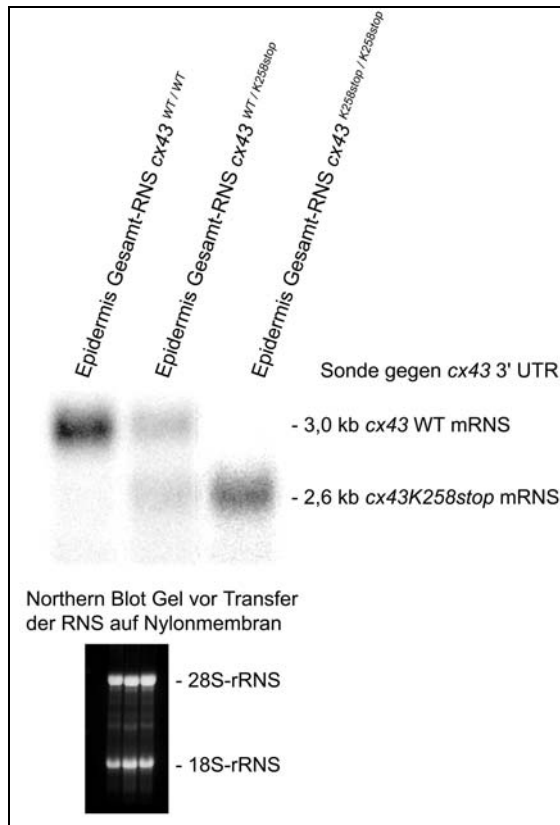 Epidermis Gesamt-RNS cx43 WT / WT
Epidermis Gesamt-RNS cx43 WT / K258stop
Epidermis Gesamt-RNS cx43 K258stop / K258stop
Sonde gegen cx43 3' UTR
- 3,0 kb cx43 WT mRNS
- 2,6 kb cx43K258stop mRNS
Northern Blot Gel vor Transfer
der RNS auf Nylonmembran
- 28S-rRNS
- 18S-rRNS